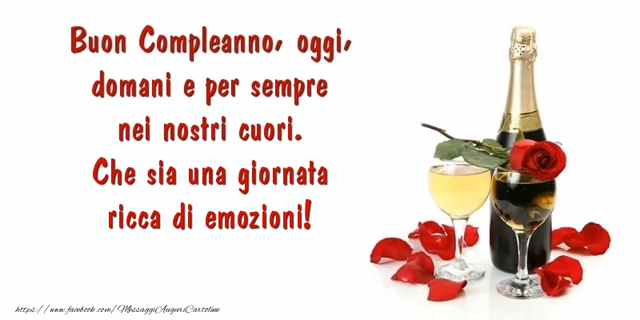 Buon Compleanno, oggi,
domani e per sempre
nei nostri cuori.
Che sia una giornata
ricca di emozioni!
https://www.facebook.com/MessaggiAuguriCartoline